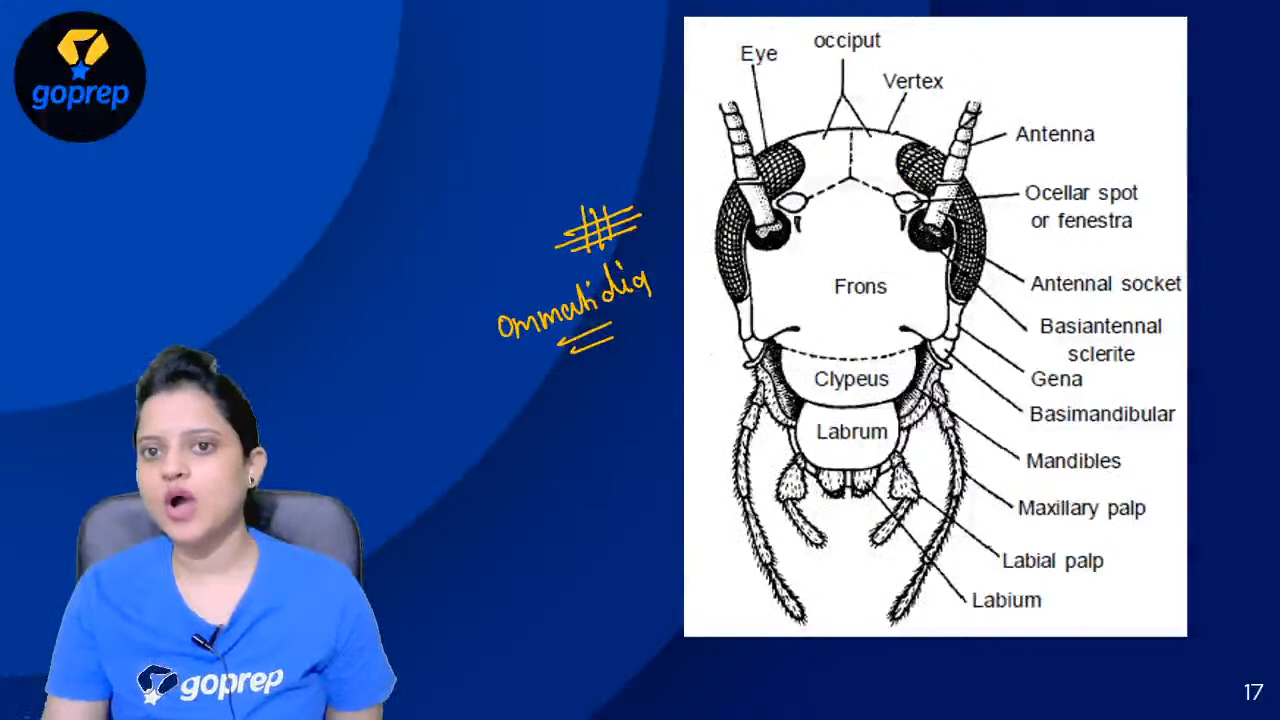 goprep
Eye
occiput
Vertex
Antenna
Ocellar spot
or fenestra
Frons
Antennal socket
Basiantennal
sclerite
Clypeus
Gena
Basimandibular
Labrum
Mandibles
Maxillary palp
Labial palp
Labium
ommatidia
goprep
17